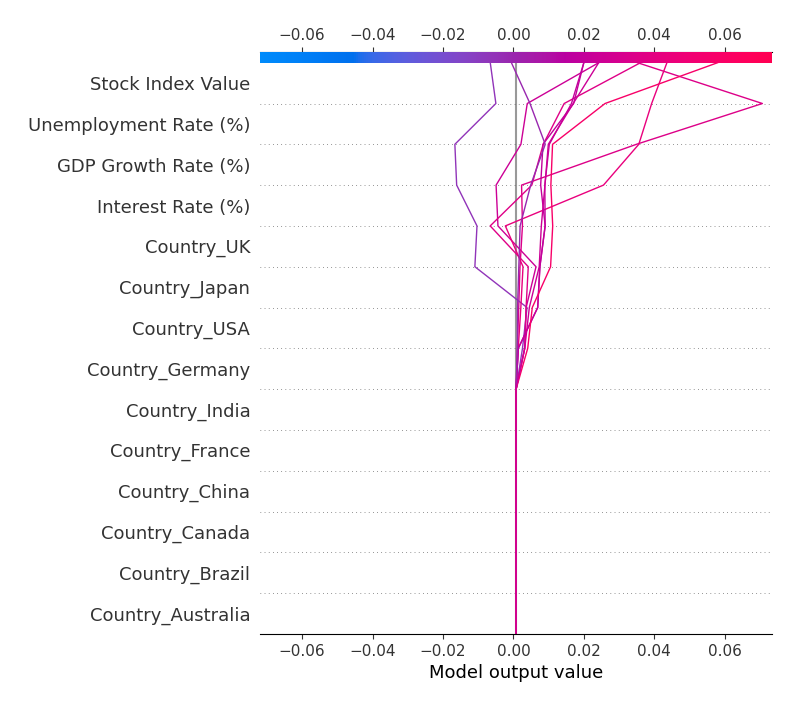 −0.06 −0.04 −0.02 0.00 0.02 0.04 0.06
Stock Index Value
Unemployment Rate (%)
GDP Growth Rate (%)
Interest Rate (%)
Country_UK
Country_Japan
Country_USA
Country_Germany
Country_India
Country_France
Country_China
Country_Canada
Country_Brazil
Country_Australia
−0.06 −0.04 −0.02 0.00 0.02 0.04 0.06
Model output value